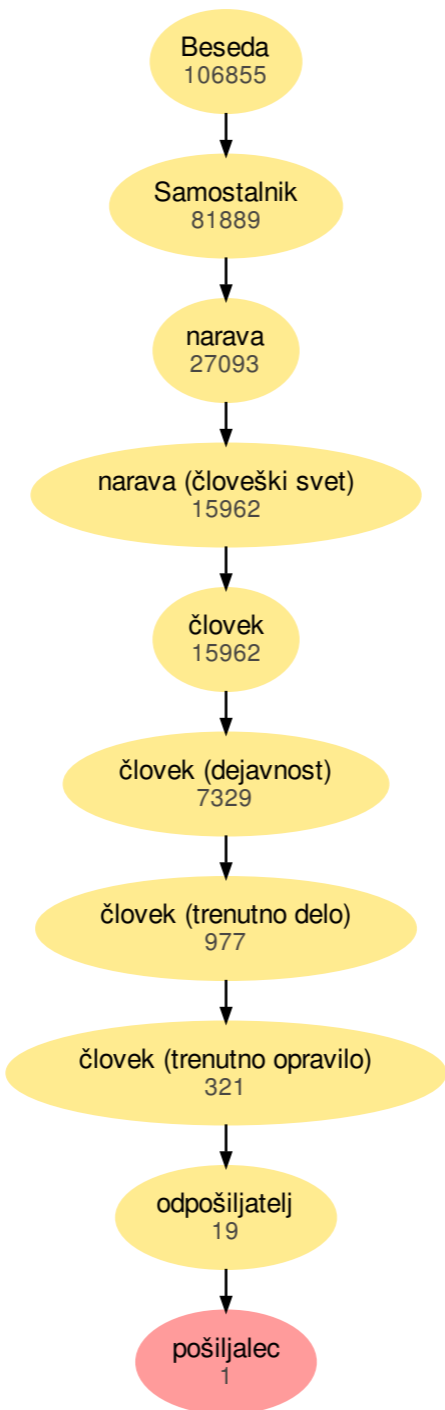 Beseda
106855
Samostalnik
81889
narava
27093
narava (človeški svet)
15962
človek
15962
človek (dejavnost)
7329
človek (trenutno delo)
977
človek (trenutno opravilo)
321
odpošiljatelj
19
pošiljalec
1